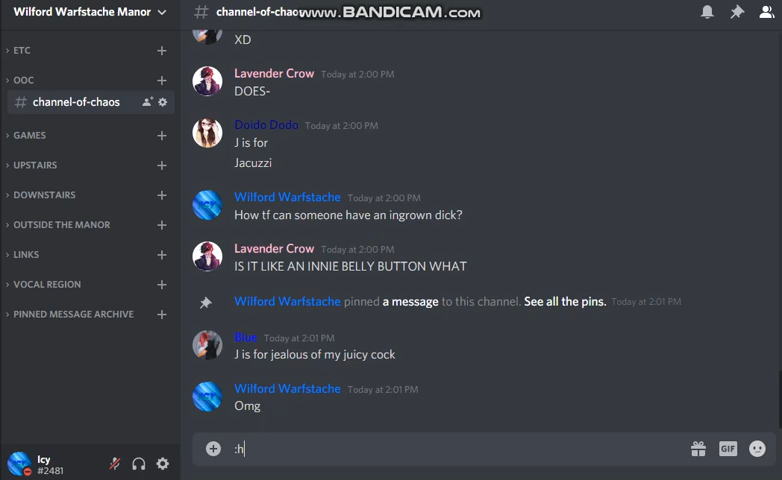 Wilford Warfstache Manor
ETC
OOC
channel-of-chaos
GAMES
UPSTAIRS
DOWNSTAIRS
OUTSIDE THE MANOR
LINKS
VOCAL REGION
PINNED MESSAGE ARCHIVE
Icy
#2481
# channel-of-chaos
www.BANDICAM.com
XD
Lavender Crow Today at 2:00 PM
DOES-
Doido Dodo Today at 2:00 PM
J is for
Jacuzzi
Wilford Warfstache Today at 2:00 PM
How tf can someone have an ingrown dick?
Lavender Crow Today at 2:00 PM
IS IT LIKE AN INNIE BELLY BUTTON WHAT
Wilford Warfstache pinned a message to this channel. See all the pins. Today at 2:01 PM
Blue Today at 2:01 PM
J is for jealous of my juicy cock
Wilford Warfstache Today at 2:01 PM
Omg
:h
GIF